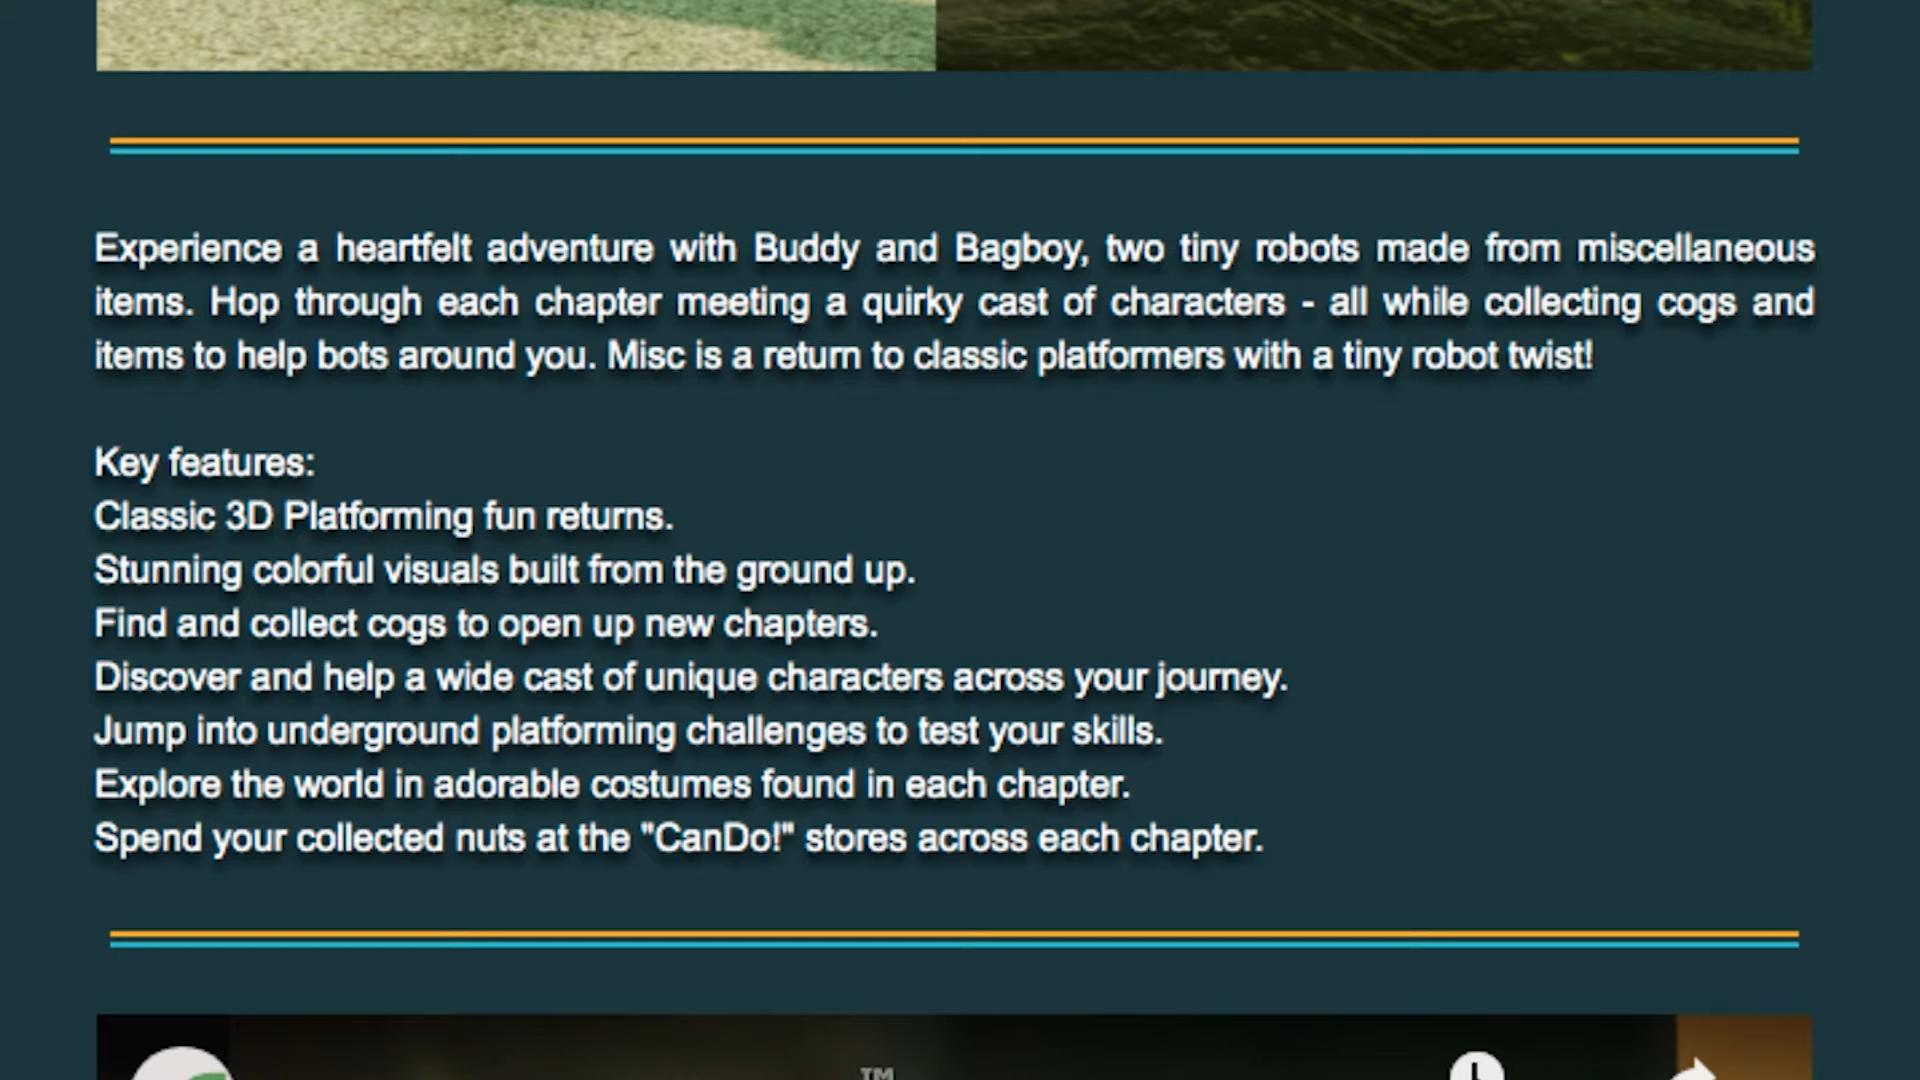 Experience a heartfelt adventure with Buddy and Bagboy, two tiny robots made from miscellaneous
items. Hop through each chapter meeting a quirky cast of characters - all while collecting cogs and
items to help bots around you. Misc is a return to classic platformers with a tiny robot twist!
Key features:
Classic 3D Platforming fun returns.
Stunning colorful visuals built from the ground up.
Find and collect cogs to open up new chapters.
Discover and help a wide cast of unique characters across your journey.
Jump into underground platforming challenges to test your skills.
Explore the world in adorable costumes found in each chapter.
Spend your collected nuts at the "CanDo!" stores across each chapter.
TM